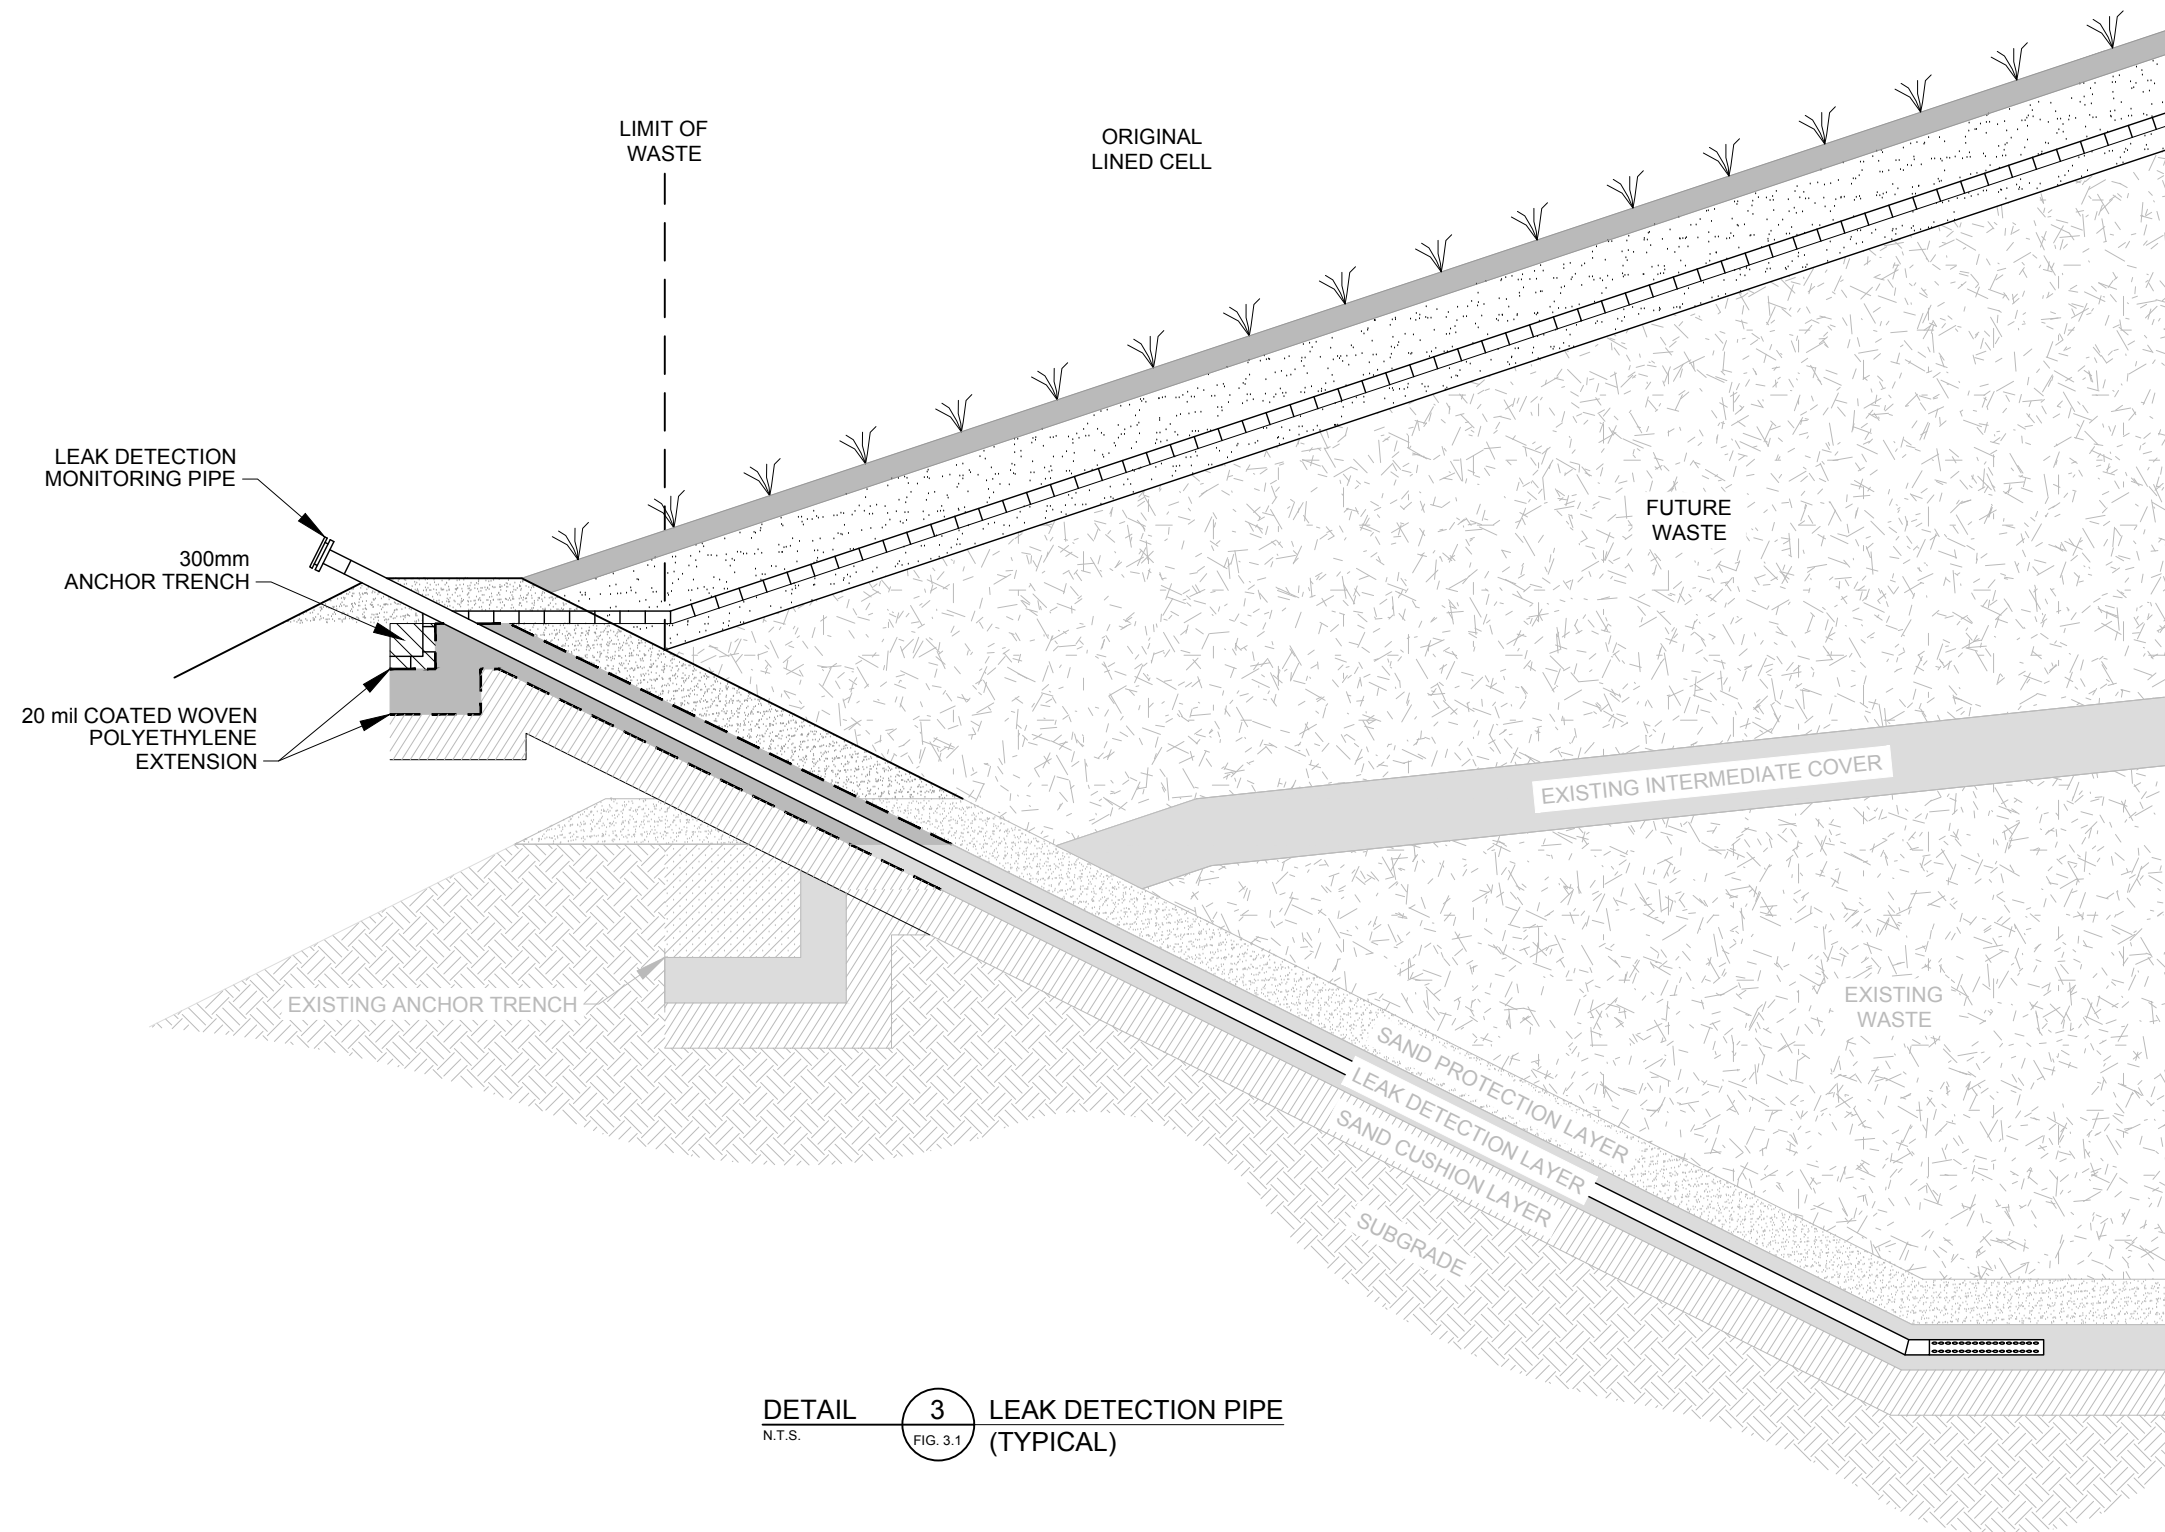 LIMIT OF
WASTE
ORIGINAL
LINED CELL
LEAK DETECTION
MONITORING PIPE
300mm
ANCHOR TRENCH
20 mil COATED WOVEN
POLYETHYLENE
EXTENSION
FUTURE
WASTE
EXISTING INTERMEDIATE COVER
EXISTING ANCHOR TRENCH
EXISTING
WASTE
SAND PROTECTION LAYER
LEAK DETECTION LAYER
SAND CUSHION LAYER
SUBGRADE
DETAIL 3 LEAK DETECTION PIPE
N.T.S. FIG. 3.1 (TYPICAL)